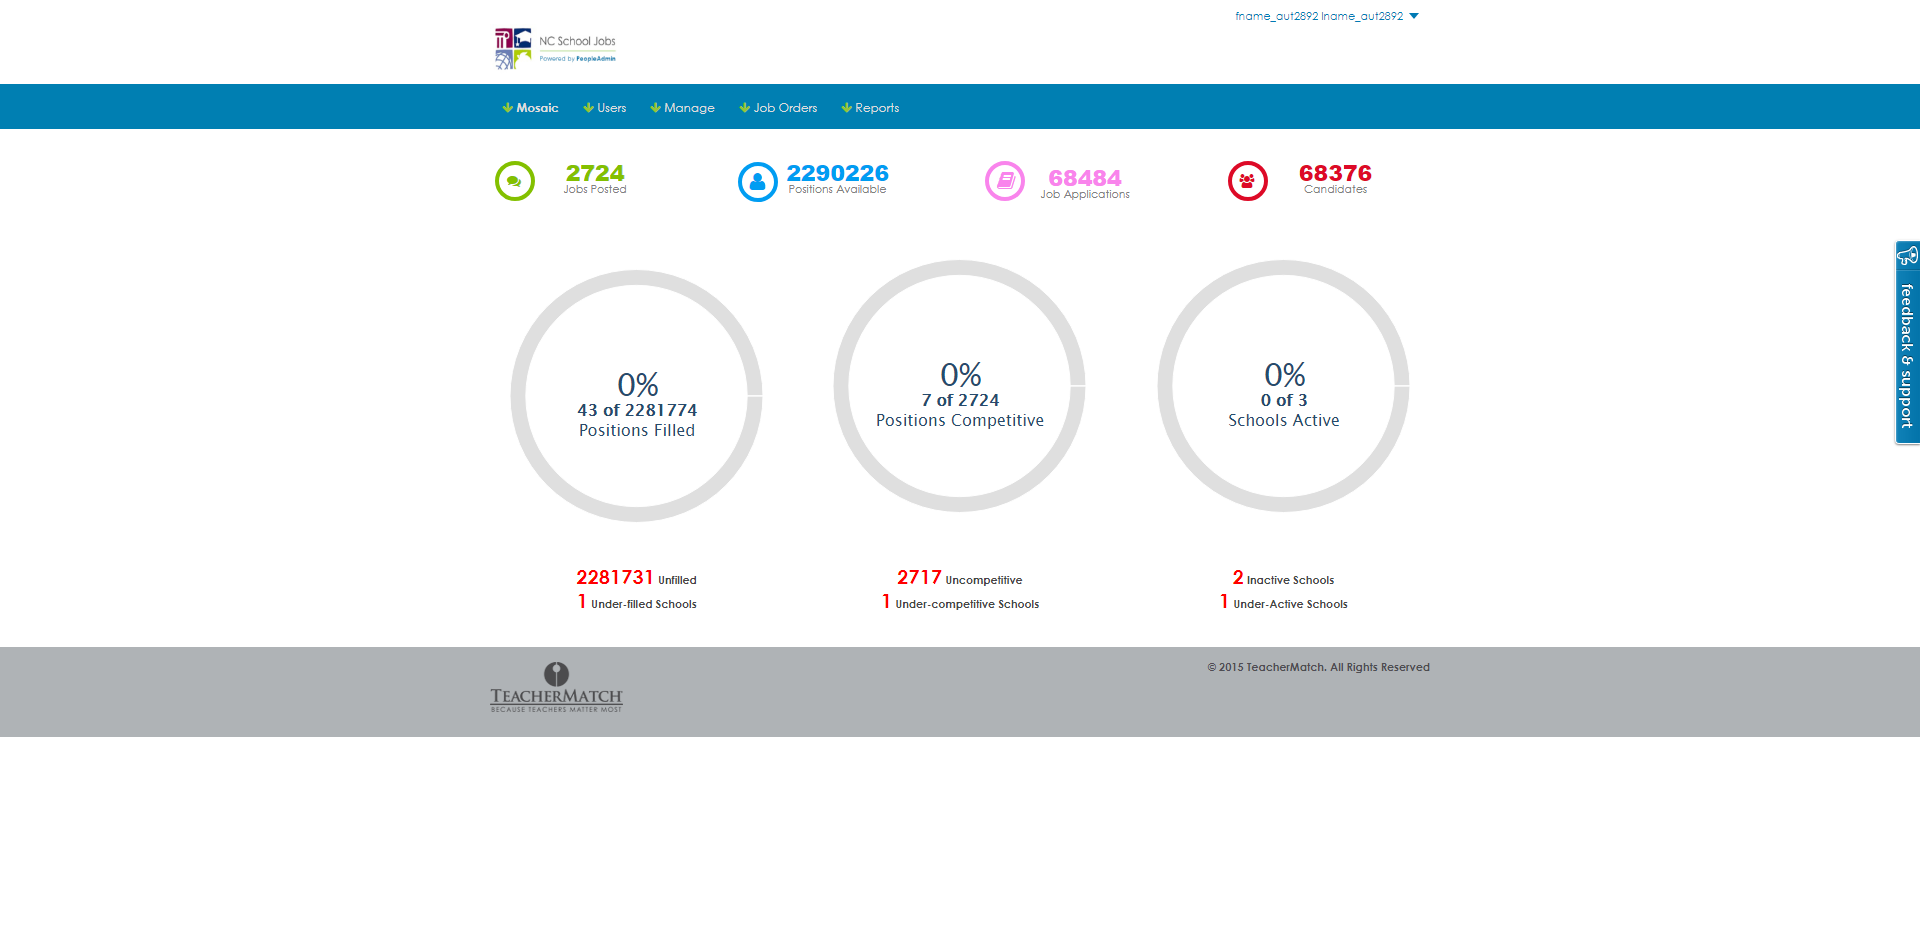 fname_aut2892 lname_aut2892
NC School Jobs
Powered by PeopleAdmin
Mosaic Users Manage Job Orders Reports
2724
Jobs Posted
2290226
Positions Available
68484
Job Applications
68376
Candidates
0%
43 of 2281774
Positions Filled
0%
7 of 2724
Positions Competitive
0%
0 of 3
Schools Active
feedback & support
2281731 Unfilled
1 Under-filled Schools
2717 Uncompetitive
1 Under-competitive Schools
2 Inactive Schools
1 Under-Active Schools
TEACHERMATCH
BECAUSE TEACHERS MATTER MOST
© 2015 TeacherMatch. All Rights Reserved